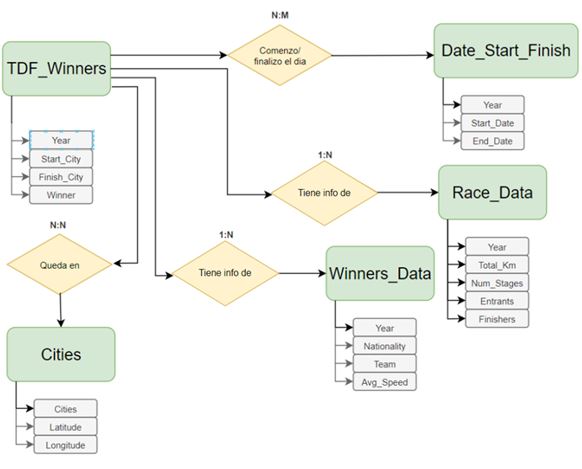 N:M
TDF_Winners
Comenzo/
finalizo el dia
Date_Start_Finish
Year
Start_City
Finish_City
Winner
Year
Start_Date
End_Date
1:N
Tiene info de
Race_Data
N:N
Queda en
1:N
Tiene info de
Winners_Data
Year
Total_Km
Num_Stages
Entrants
Finishers
Cities
Year
Nationality
Team
Avg_Speed
Cities
Latitude
Longitude